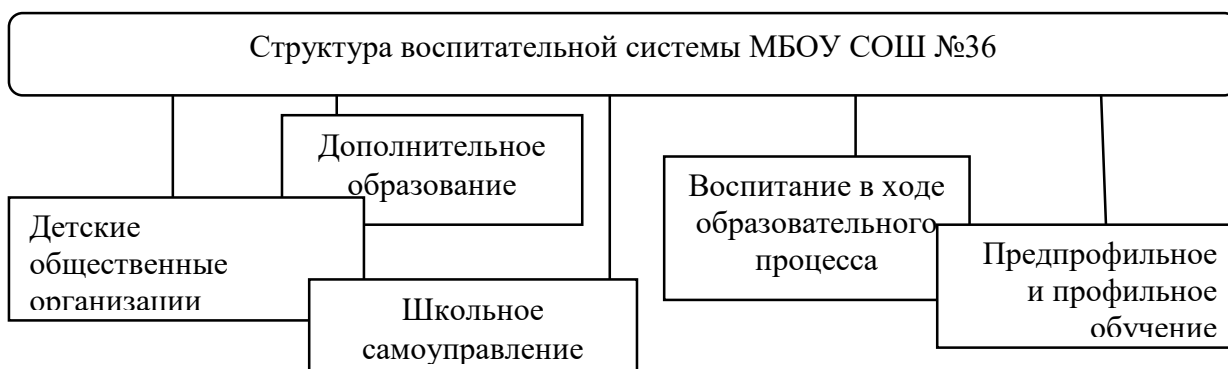 Структура воспитательной системы МБОУ СОШ №36
Дополнительное
образование
Детские
общественные
организации
Школьное
самоуправление
Воспитание в ходе
образовательного
процесса
Предпрофильное
и профильное
обучение